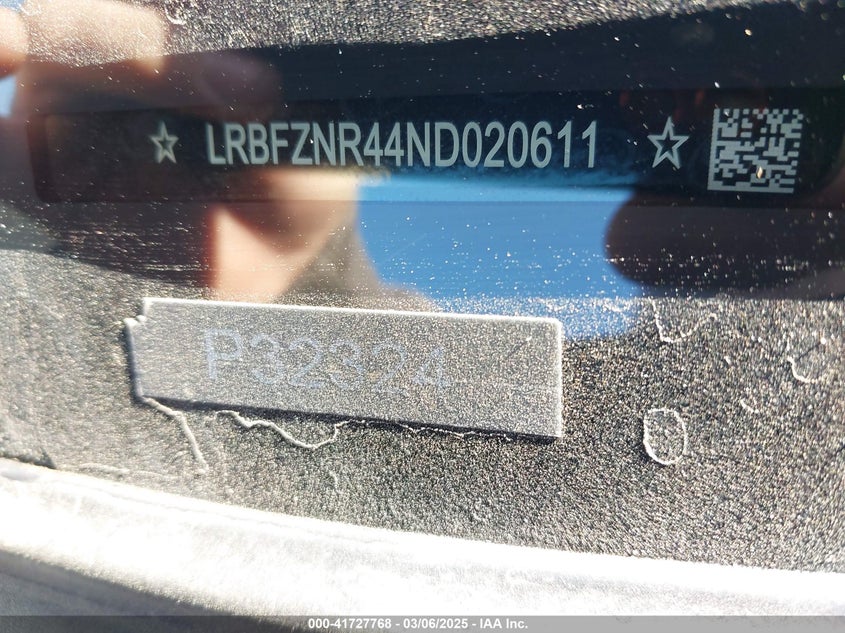 ☆ LRBFZNR44ND020611 ☆
P32324
000-41727768 - 03/06/2025 - IAA Inc.